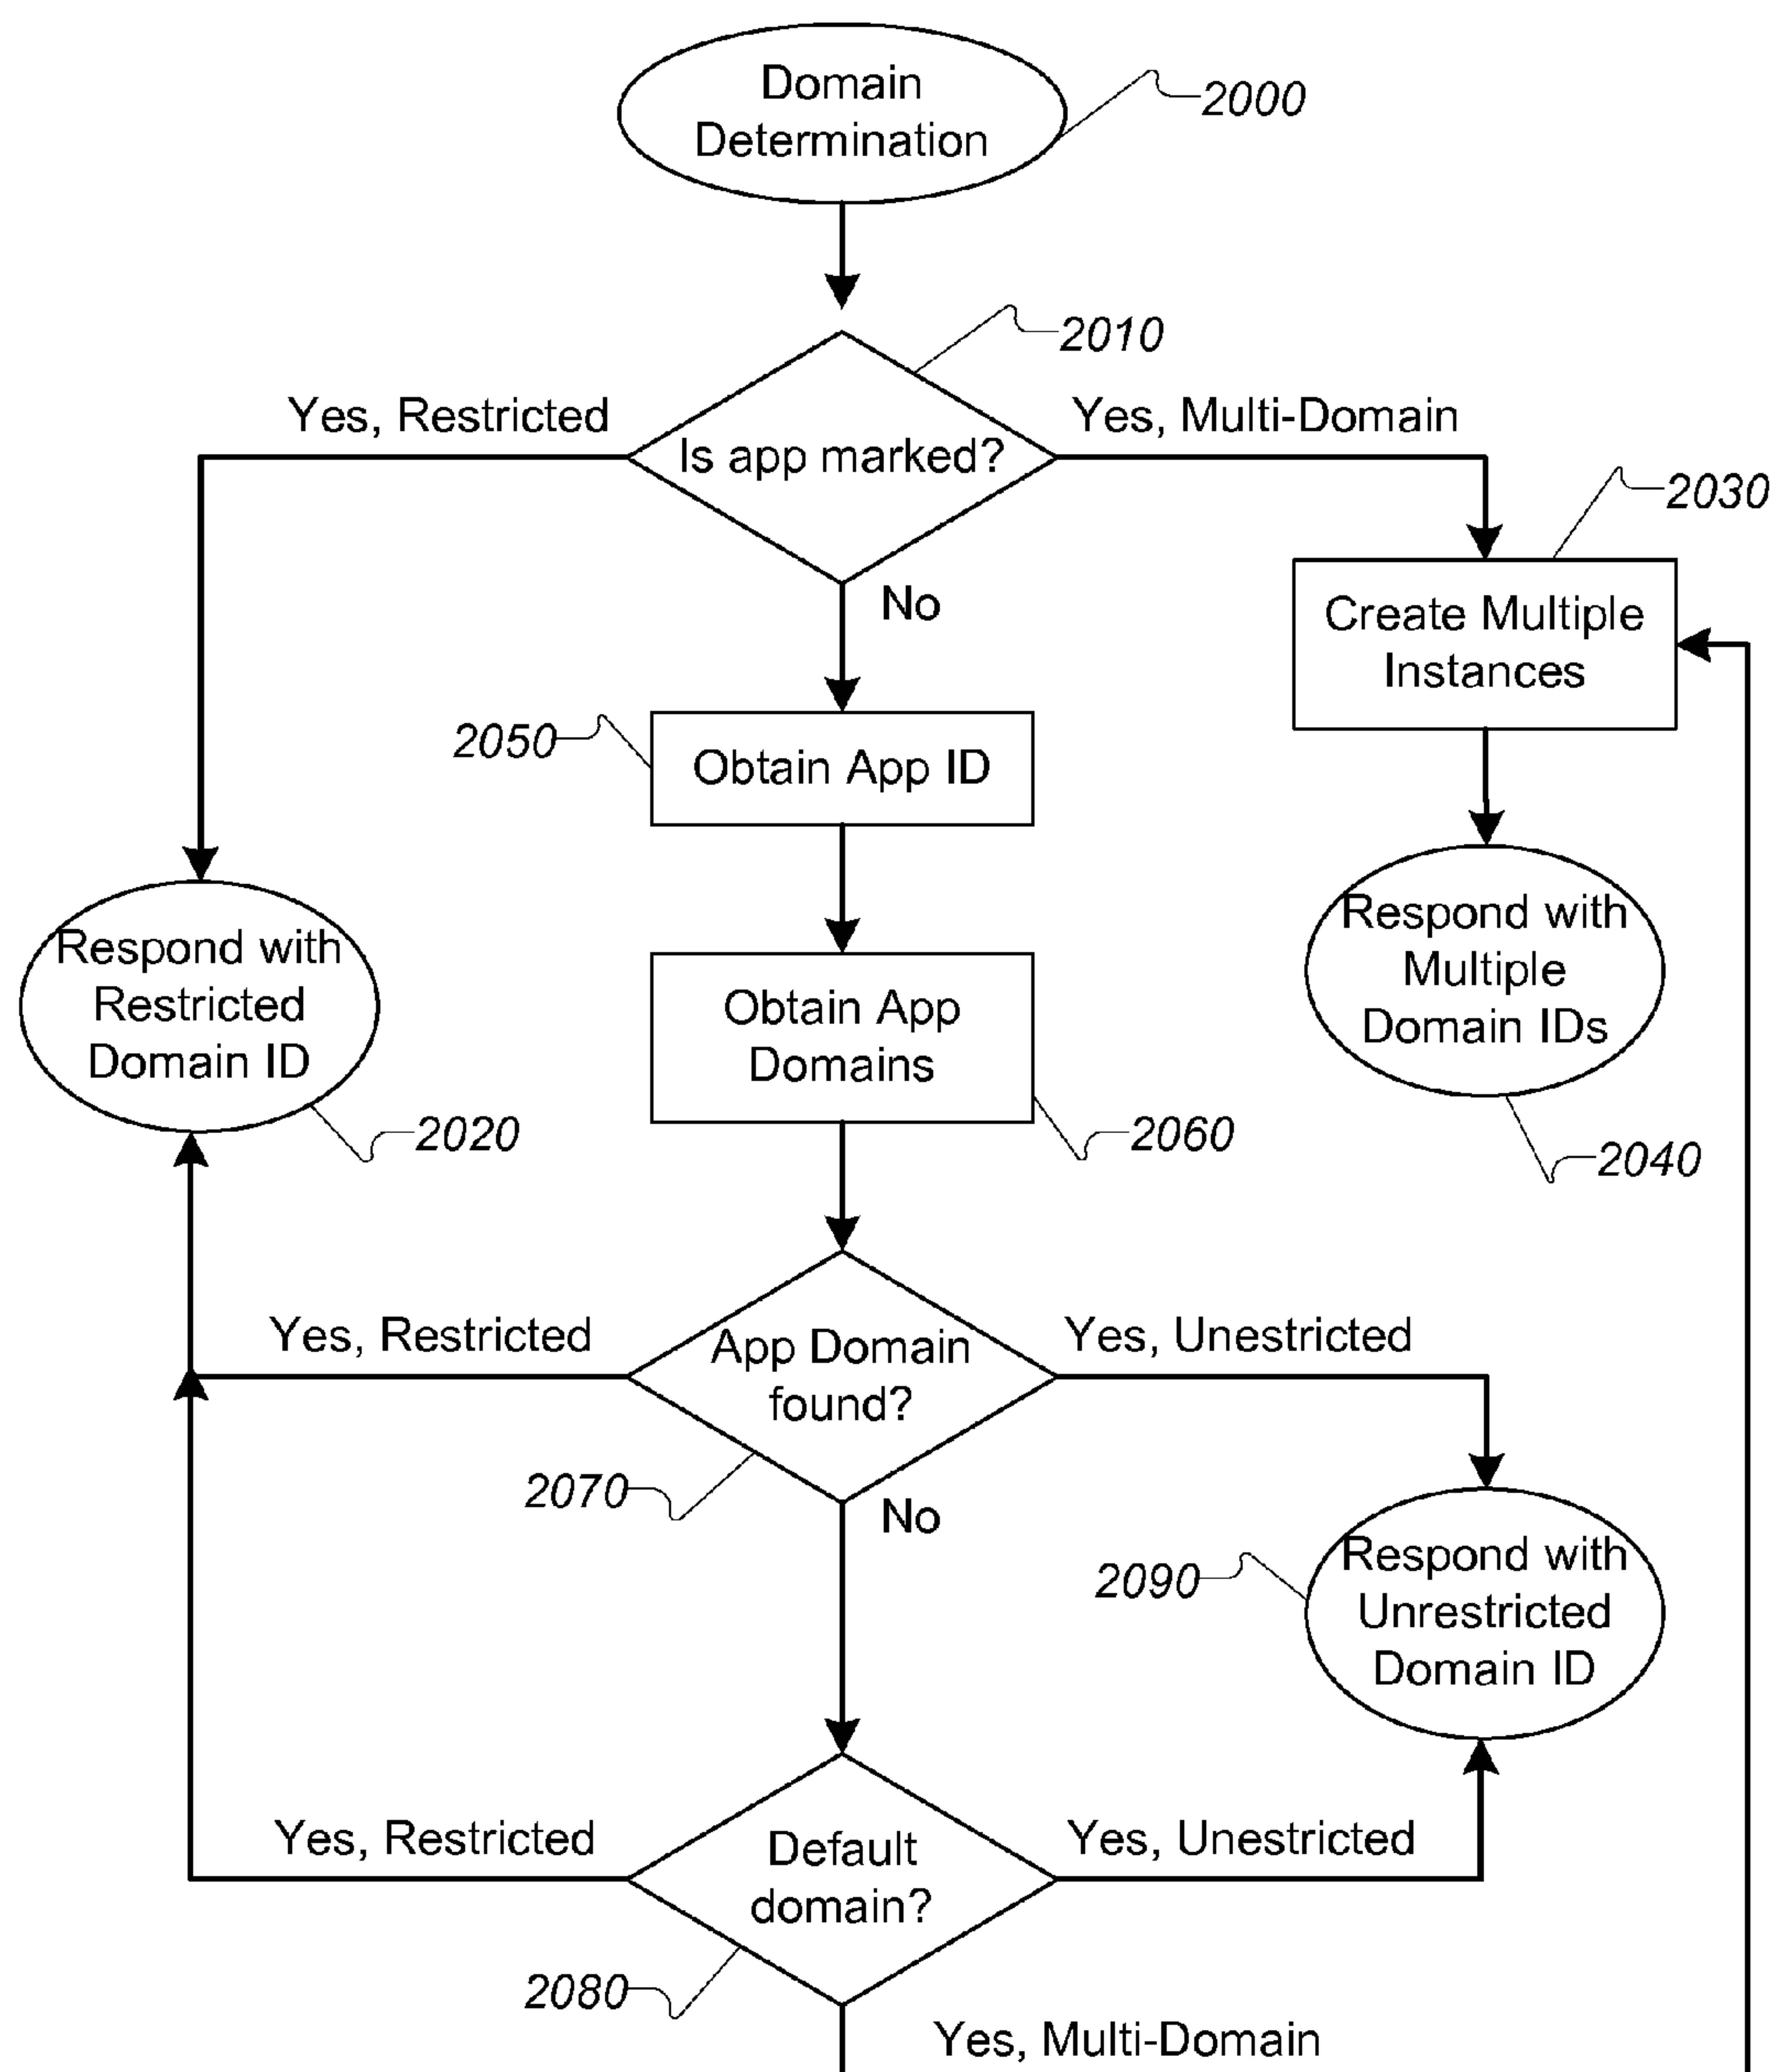 Domain
Determination
2000
2010
Yes, Restricted
Is app marked?
Yes, Multi-Domain
2030
No
Create Multiple
Instances
2050
Obtain App ID
Respond with
Restricted
Domain ID
2020
Obtain App
Domains
2060
Respond with
Multiple
Domain IDs
2040
Yes, Restricted
App Domain
found?
Yes, Unestricted
2070
No
2090
Respond with
Unrestricted
Domain ID
Yes, Restricted
Default
domain?
Yes, Unestricted
2080
Yes, Multi-Domain